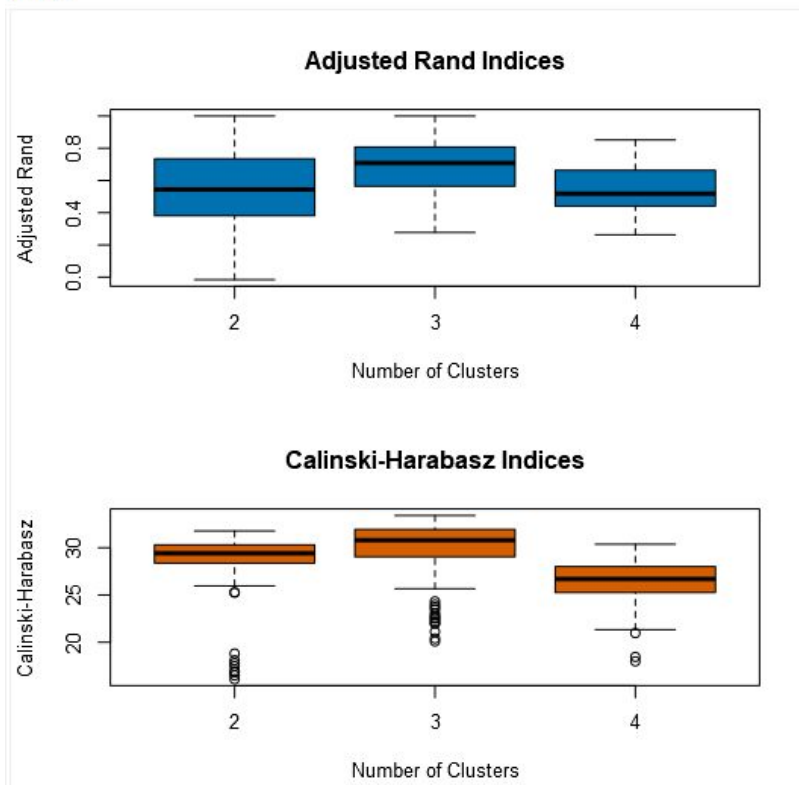 Adjusted Rand Indices
Adjusted Rand
0.8
0.4
0.0
2 3 4
Number of Clusters
Calinski-Harabasz Indices
Calinski-Harabasz
30
25
20
2 3 4
Number of Clusters